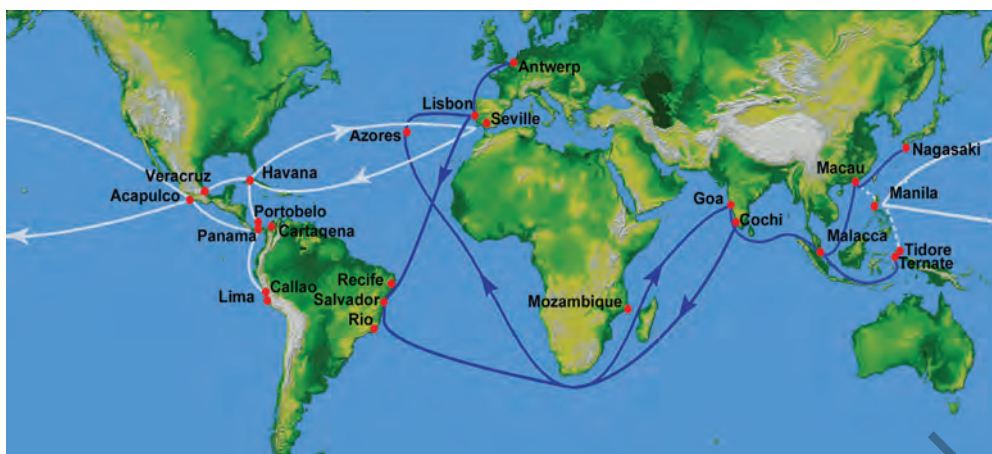 Antwerp
Lisbon
Seville
Azores
Nagasaki
Macau
Havana
Veracruz
Acapulco
Manila
Goa
Cochi
Portobelo
Panama
Cartagena
Malacca
Tidore
Ternate
Recife
Callao
Lima
Salvador
Mozambique
Rio